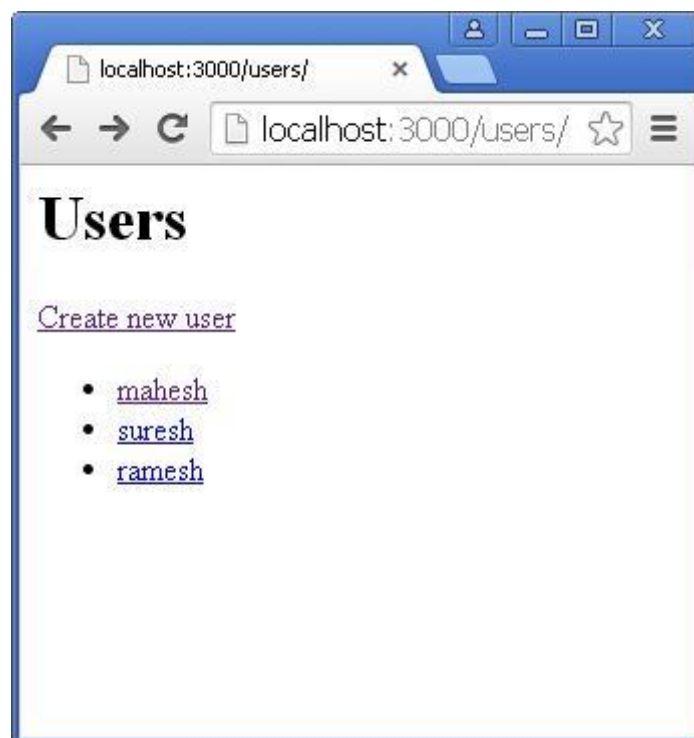 localhost:3000/users/
localhost:3000/users/
Users
Create new user
mahesh
suresh
ramesh